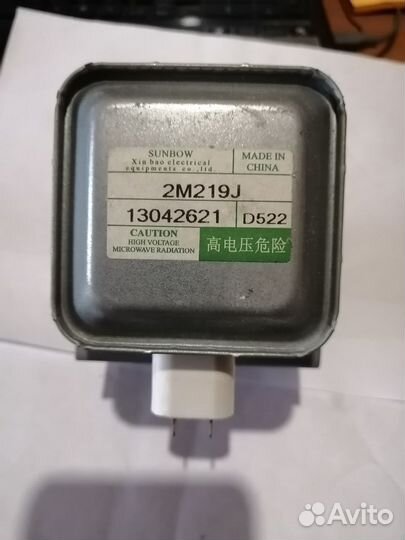 SUNBOW
Xin bao electrical
equipments co.,ltd.
MADE IN
CHINA
2M219J
13042621
D522
CAUTION
HIGH VOLTAGE
MICROWAVE RADIATION
高电压危险
Avito